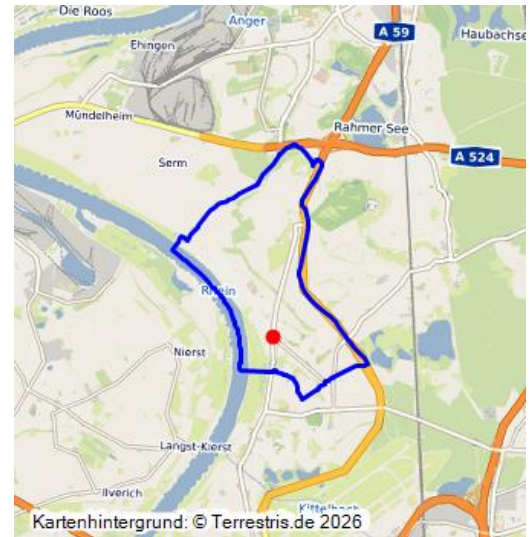 Die Roos
Anger
A 59
Haubachse
Ehingen
Mündelheim
Rahmer See
A 524
Serm
Rhein
Nierst
Langst-Kierst
Ilverich
Kittelbach
Kartenhintergrund: © Terrestris.de 2026